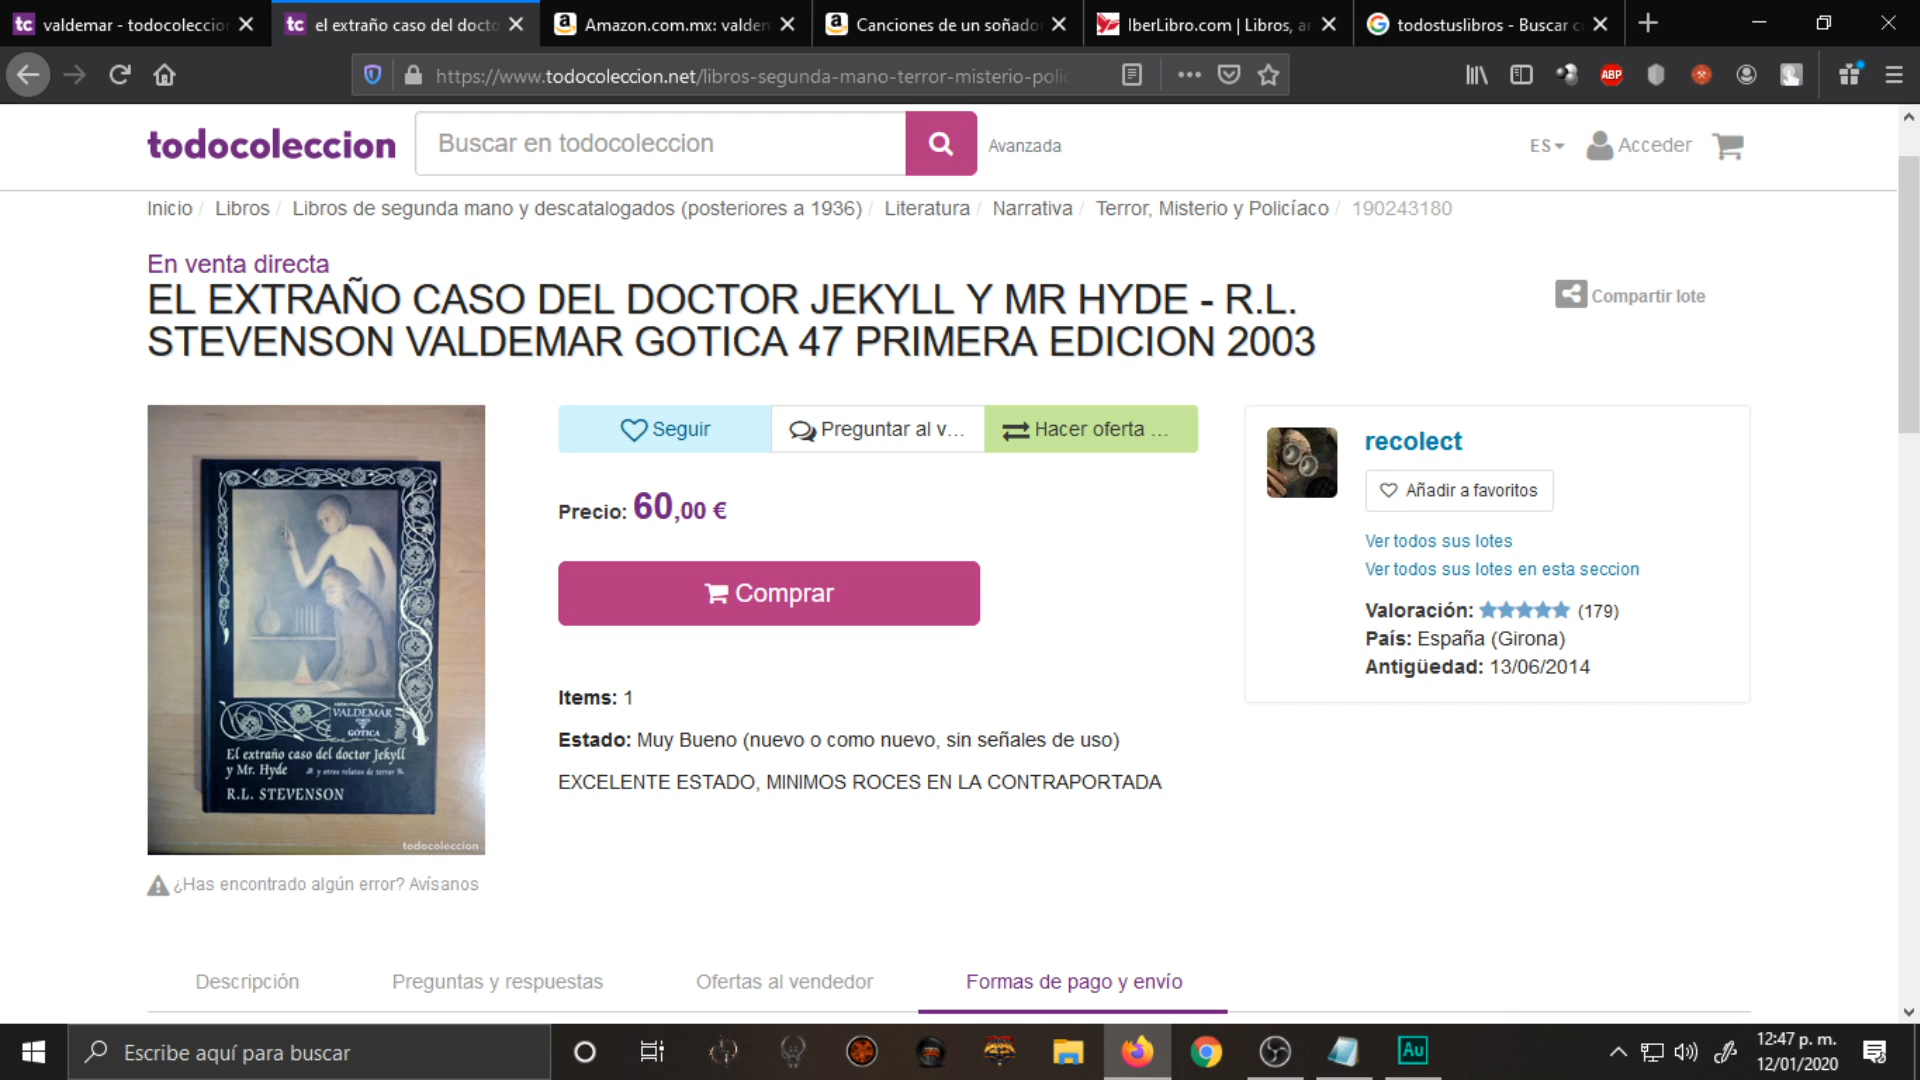 valdemar - todocoleccio
el extraño caso del docto
Amazon.com.mx: valdem
Canciones de un soñado
IberLibro.com | Libros, ar
todostuslibros - Buscar c
https://www.todocoleccion.net/libros-segunda-mano-terror-misterio-polic
ABP
todocoleccion
Buscar en todocoleccion
Avanzada
ES
Acceder
Inicio / Libros / Libros de segunda mano y descatalogados (posteriores a 1936) / Literatura / Narrativa / Terror, Misterio y Policíaco / 190243180
En venta directa
EL EXTRAÑO CASO DEL DOCTOR JEKYLL Y MR HYDE - R.L.
STEVENSON VALDEMAR GOTICA 47 PRIMERA EDICION 2003
Compartir lote
Seguir
Preguntar al v...
Hacer oferta ...
Precio: 60,00 €
Comprar
Items: 1
Estado: Muy Bueno (nuevo o como nuevo, sin señales de uso)
EXCELENTE ESTADO, MINIMOS ROCES EN LA CONTRAPORTADA
recolect
Añadir a favoritos
Ver todos sus lotes
Ver todos sus lotes en esta seccion
Valoración: (179)
País: España (Girona)
Antigüedad: 13/06/2014
VALDEMAR
GÓTICA
El extraño caso del doctor Jekyll
y Mr. Hyde y otros relatos de terror
R.L. STEVENSON
todocoleccion
¿Has encontrado algún error? Avísanos
Descripción
Preguntas y respuestas
Ofertas al vendedor
Formas de pago y envío
Escribe aquí para buscar
Au
12:47 p. m.
12/01/2020